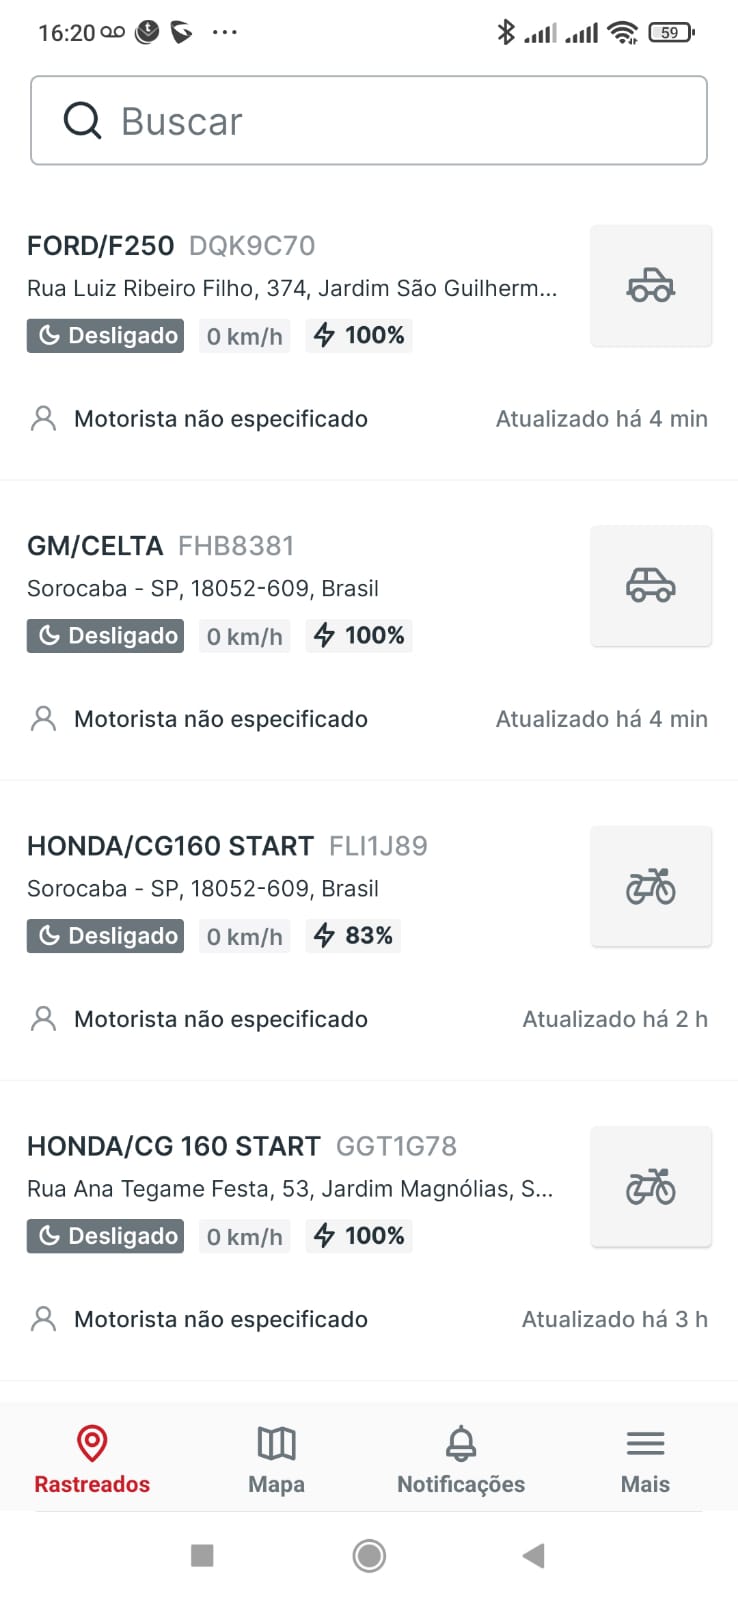 16:20
59
Buscar
FORD/F250 DQK9C70
Rua Luiz Ribeiro Filho, 374, Jardim São Guilherm...
Desligado 0 km/h 100%
Motorista não especificado Atualizado há 4 min
GM/CELTA FHB8381
Sorocaba - SP, 18052-609, Brasil
Desligado 0 km/h 100%
Motorista não especificado Atualizado há 4 min
HONDA/CG160 START FLI1J89
Sorocaba - SP, 18052-609, Brasil
Desligado 0 km/h 83%
Motorista não especificado Atualizado há 2 h
HONDA/CG 160 START GGT1G78
Rua Ana Tegame Festa, 53, Jardim Magnólias, S...
Desligado 0 km/h 100%
Motorista não especificado Atualizado há 3 h
Rastreados Mapa Notificações Mais